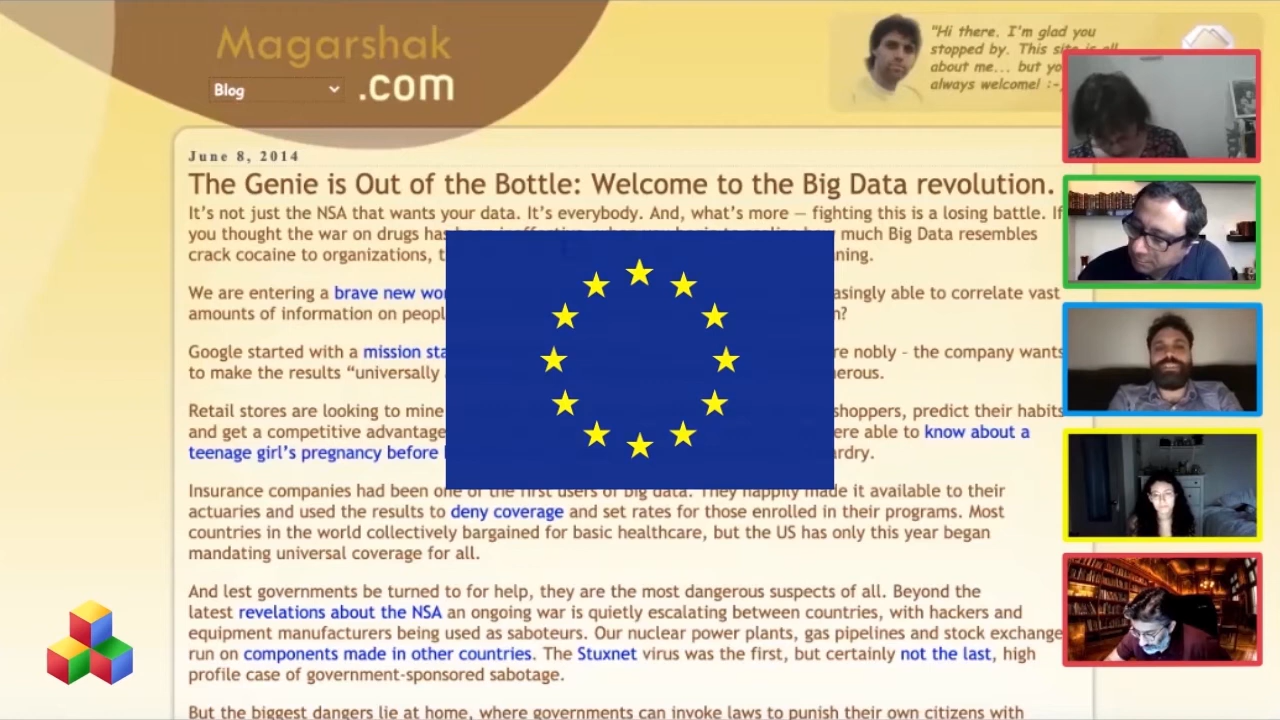 Magarshak
.com
Blog
"Hi there. I'm glad you
stopped by. This site is all
about me... but yo
always welcome! :-
June 8, 2014
The Genie is Out of the Bottle: Welcome to the Big Data revolution.
It's not just the NSA that wants your data. It's everybody. And, what's more — fighting this is a losing battle. If
you thought the war on drugs has much Big Data resembles
crack cocaine to organizations, t
We are entering a brave new wor asingly able to correlate vast
amounts of information on peopl
Google started with a mission sta re nobly - the company wants
to make the results "universally
Retail stores are looking to mine shoppers, predict their habits
and get a competitive advantage ere able to know about a
teenage girl's pregnancy before
Insurance companies had been one of the first users of big data. They happily made it available to their
actuaries and used the results to deny coverage and set rates for those enrolled in their programs. Most
countries in the world collectively bargained for basic healthcare, but the US has only this year began
mandating universal coverage for all.
And lest governments be turned to for help, they are the most dangerous suspects of all. Beyond the
latest revelations about the NSA an ongoing war is quietly escalating between countries, with hackers and
equipment manufacturers being used as saboteurs. Our nuclear power plants, gas pipelines and stock exchange
run on components made in other countries. The Stuxnet virus was the first, but certainly not the last, high
profile case of government-sponsored sabotage.
But the biggest dangers lie at home, where governments can invoke laws to punish their own citizens with